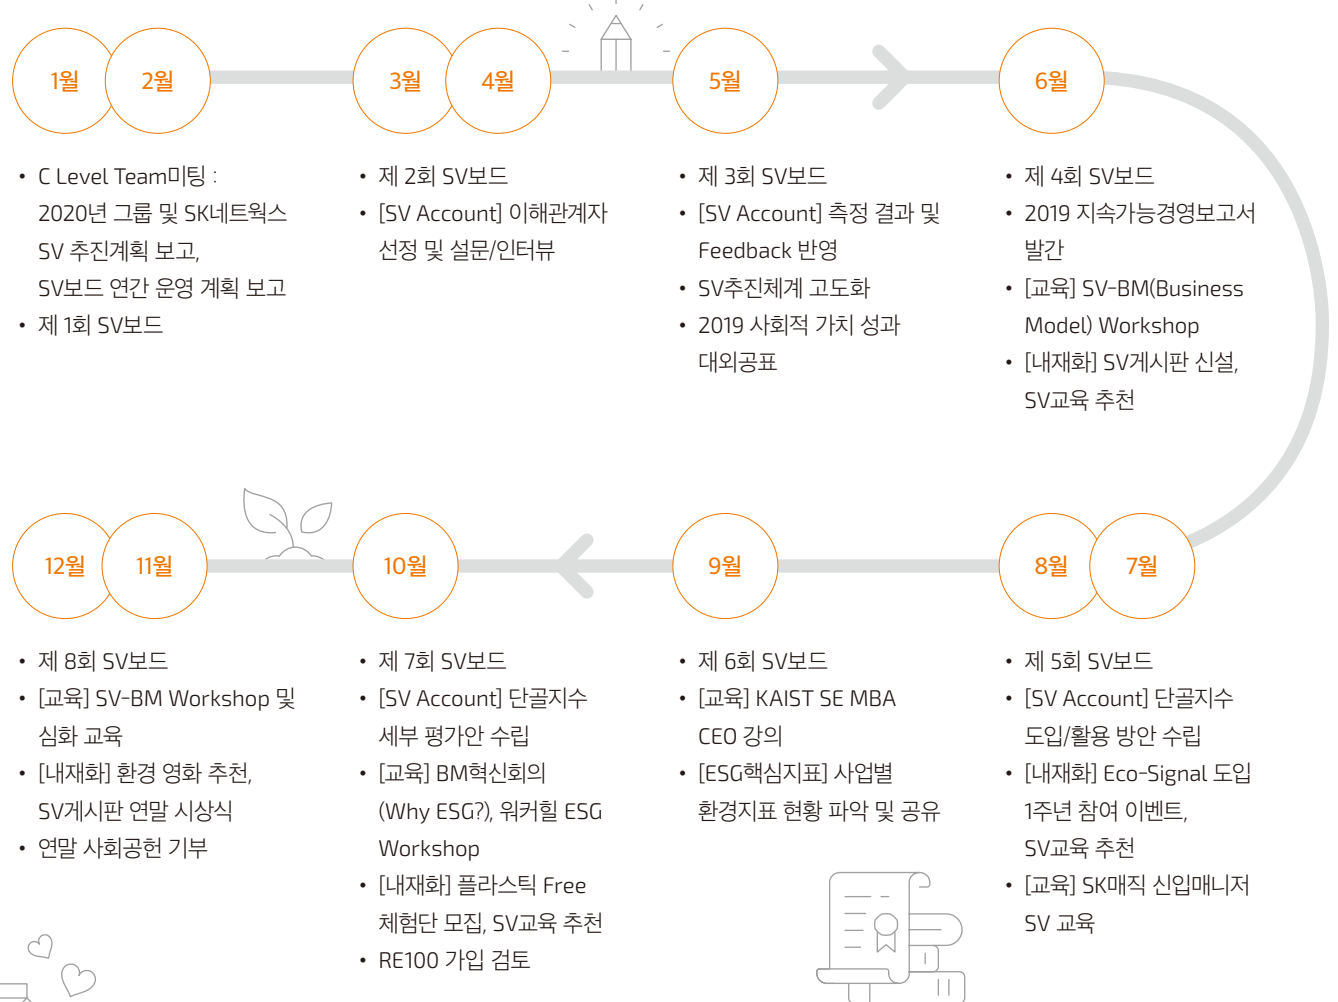 1월
2월
• C Level Team미팅 :
2020년 그룹 및 SK네트웍스
SV 추진계획 보고,
SV보드 연간 운영 계획 보고
• 제 1회 SV보드
3월
4월
• 제 2회 SV보드
• [SV Account] 이해관계자
선정 및 설문/인터뷰
5월
• 제 3회 SV보드
• [SV Account] 측정 결과 및
Feedback 반영
• SV추진체계 고도화
• 2019 사회적 가치 성과
대외공표
6월
• 제 4회 SV보드
• 2019 지속가능경영보고서
발간
• [교육] SV-BM(Business
Model) Workshop
• [내재화] SV게시판 신설,
SV교육 추천
8월
7월
• 제 5회 SV보드
• [SV Account] 단골지수
도입/활용 방안 수립
• [내재화] Eco-Signal 도입
1주년 참여 이벤트,
SV교육 추천
• [교육] SK매직 신입매니저
SV 교육
9월
• 제 6회 SV보드
• [교육] KAIST SE MBA
CEO 강의
• [ESG핵심지표] 사업별
환경지표 현황 파악 및 공유
10월
• 제 7회 SV보드
• [SV Account] 단골지수
세부 평가안 수립
• [교육] BM혁신회의
(Why ESG?), 워커힐 ESG
Workshop
• [내재화] 플라스틱 Free
체험단 모집, SV교육 추천
• RE100 가입 검토
12월
11월
• 제 8회 SV보드
• [교육] SV-BM Workshop 및
심화 교육
• [내재화] 환경 영화 추천,
SV게시판 연말 시상식
• 연말 사회공헌 기부